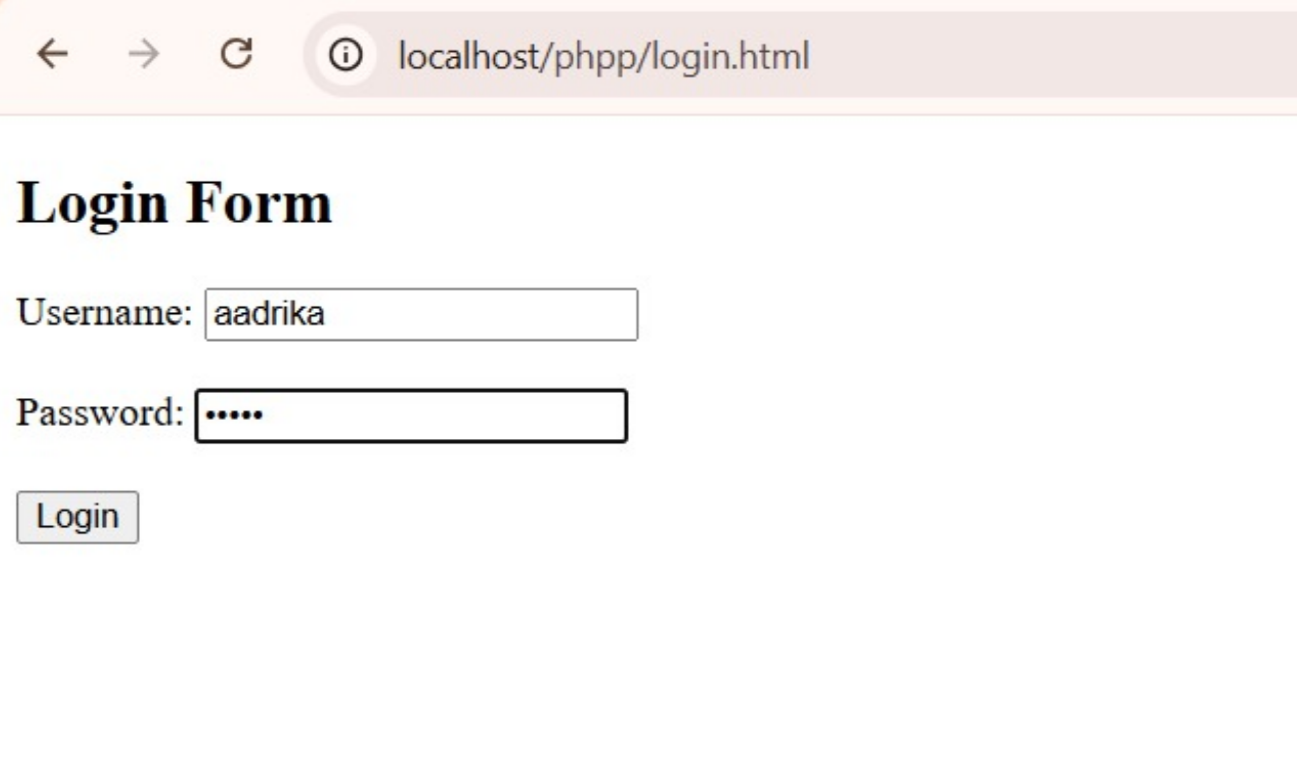 localhost/phpp/login.html
Login Form
Username: aadrika
Password: •••••
Login